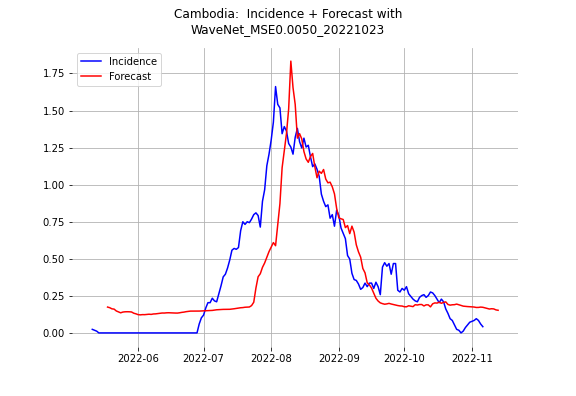 Cambodia:  Incidence + Forecast with
WaveNet_MSE0.0050_20221023
Incidence
Forecast
1.75
1.50
1.25
1.00
0.75
0.50
0.25
0.00
2022-06 2022-07 2022-08 2022-09 2022-10 2022-11